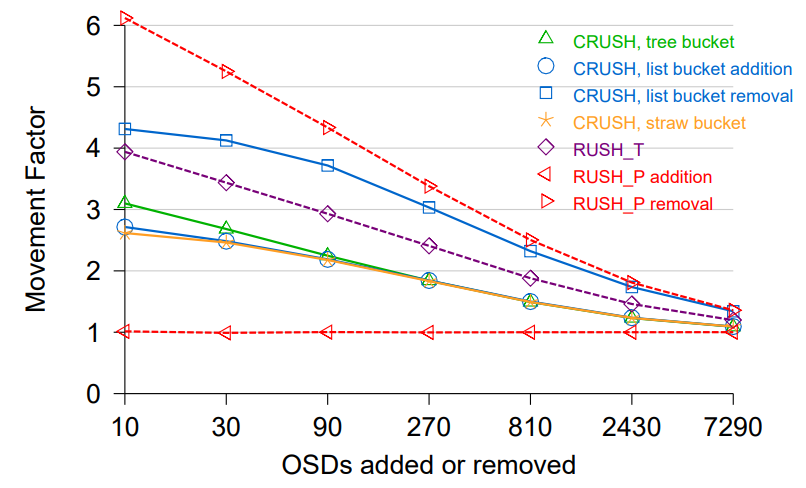 6
5
4
3
2
1
0
Movement Factor
CRUSH, tree bucket
CRUSH, list bucket addition
CRUSH, list bucket removal
CRUSH, straw bucket
RUSH_T
RUSH_P addition
RUSH_P removal
10 30 90 270 810 2430 7290
OSDs added or removed